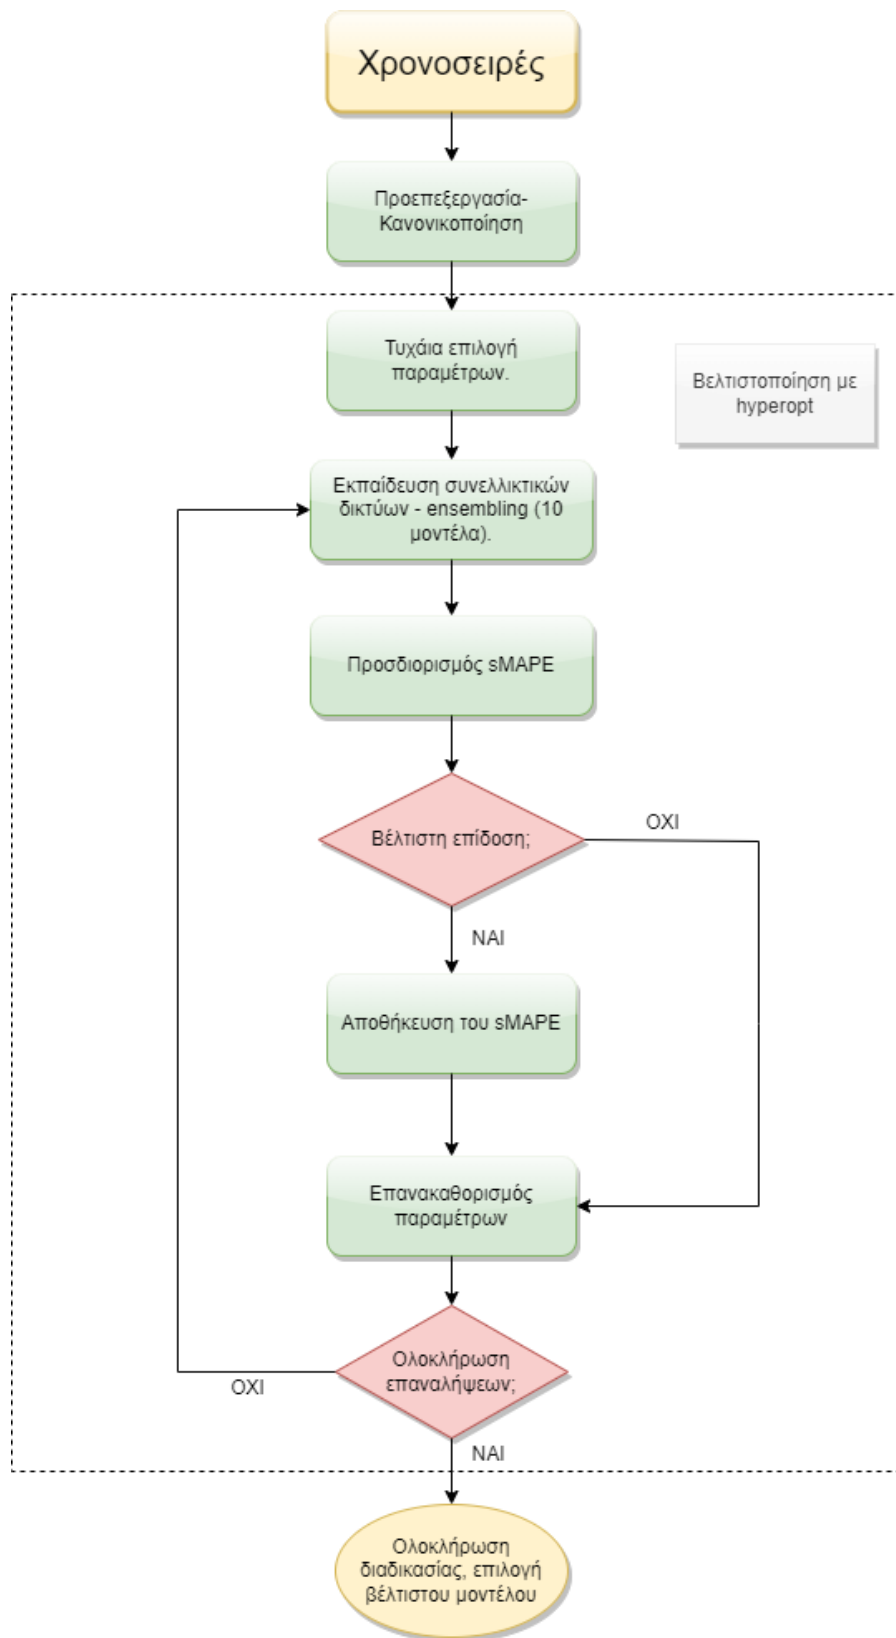 Χρονοσειρές
Προεπεξεργασία-
Κανονικοποίηση
Τυχάια επιλογή
παραμέτρων.
Βελτιστοποίηση με
hyperopt
Εκπαίδευση συνελλικτικών
δικτύων - ensembling (10
μοντέλα).
Προσδιορισμός sMAPE
Βέλτιστη επίδοση;
ΟΧΙ
ΝΑΙ
Αποθήκευση του sMAPE
Επανακαθορισμός
παραμέτρων
Ολοκλήρωση
επαναλήψεων;
ΟΧΙ
ΝΑΙ
Ολοκλήρωση
διαδικασίας, επιλογή
βέλτιστου μοντέλου